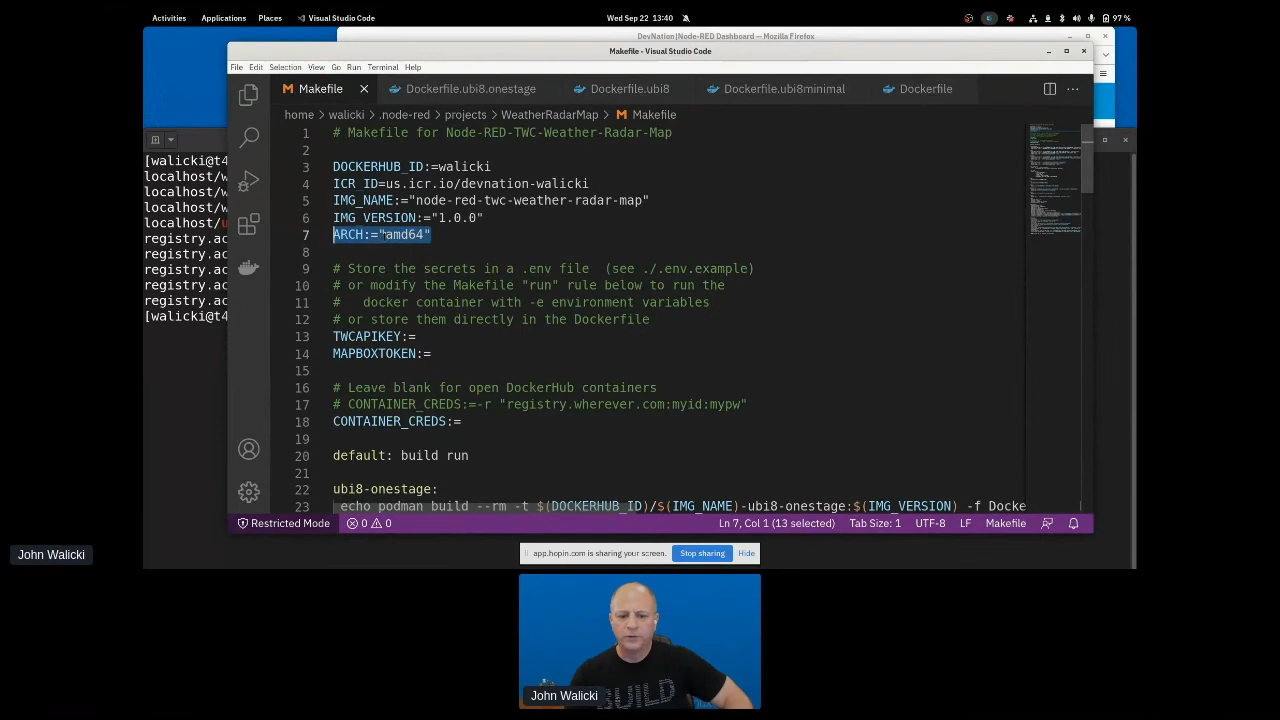 Activities Applications Places Visual Studio Code Wed Sep 22 13:40 97 %
DevNation|Node-RED Dashboard — Mozilla Firefox
Makefile - Visual Studio Code
File Edit Selection View Go Run Terminal Help
Makefile Dockerfile.ubi8.onestage Dockerfile.ubi8 Dockerfile.ubi8minimal Dockerfile
home > walicki > .node-red > projects > WeatherRadarMap > Makefile
1 # Makefile for Node-RED-TWC-Weather-Radar-Map
2
3 DOCKERHUB_ID:=walicki
4 ICR_ID=us.icr.io/devnation-walicki
5 IMG_NAME:="node-red-twc-weather-radar-map"
6 IMG_VERSION:="1.0.0"
7 ARCH:="amd64"
8
9 # Store the secrets in a .env file (see ./.env.example)
10 # or modify the Makefile "run" rule below to run the
11 # docker container with -e environment variables
12 # or store them directly in the Dockerfile
13 TWCAPIKEY:=
14 MAPBOXTOKEN:=
15
16 # Leave blank for open DockerHub containers
17 # CONTAINER_CREDS:=-r "registry.wherever.com:myid:mypw"
18 CONTAINER_CREDS:=
19
20 default: build run
21
22 ubi8-onestage:
23 echo podman build --rm -t $(DOCKERHUB_ID)/$(IMG_NAME)-ubi8-onestage:$(IMG_VERSION) -f Docke
[walicki@t4
localhost/w
localhost/w
localhost/w
localhost/u
registry.ac
registry.ac
registry.ac
registry.ac
registry.ac
[walicki@t4
Restricted Mode 0 0 Ln 7, Col 1 (13 selected) Tab Size: 1 UTF-8 LF Makefile
app.hopin.com is sharing your screen. Stop sharing Hide
John Walicki
BUILD
John Walicki